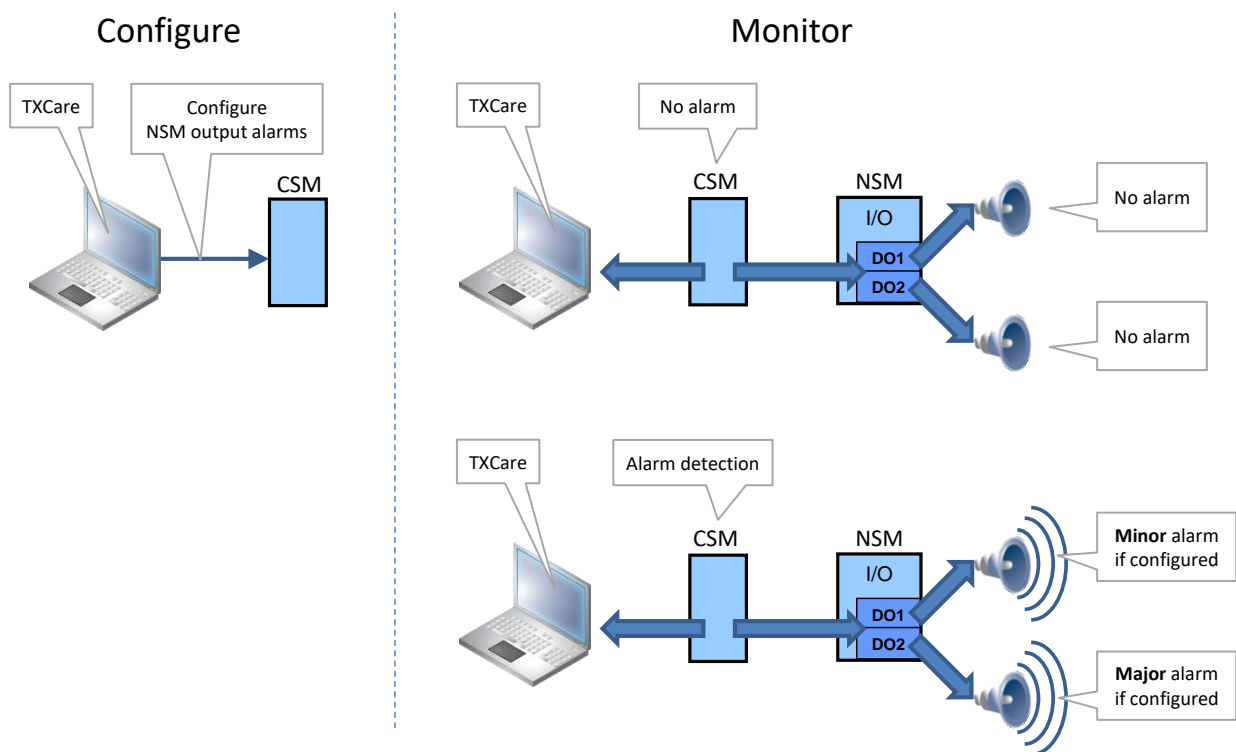 Configure
Monitor
TXCare
Configure
NSM output alarms
CSM
TXCare
No alarm
CSM
NSM
I/O
DO1
DO2
No alarm
No alarm
TXCare
Alarm detection
CSM
NSM
I/O
DO1
DO2
Minor alarm
if configured
Major alarm
if configured